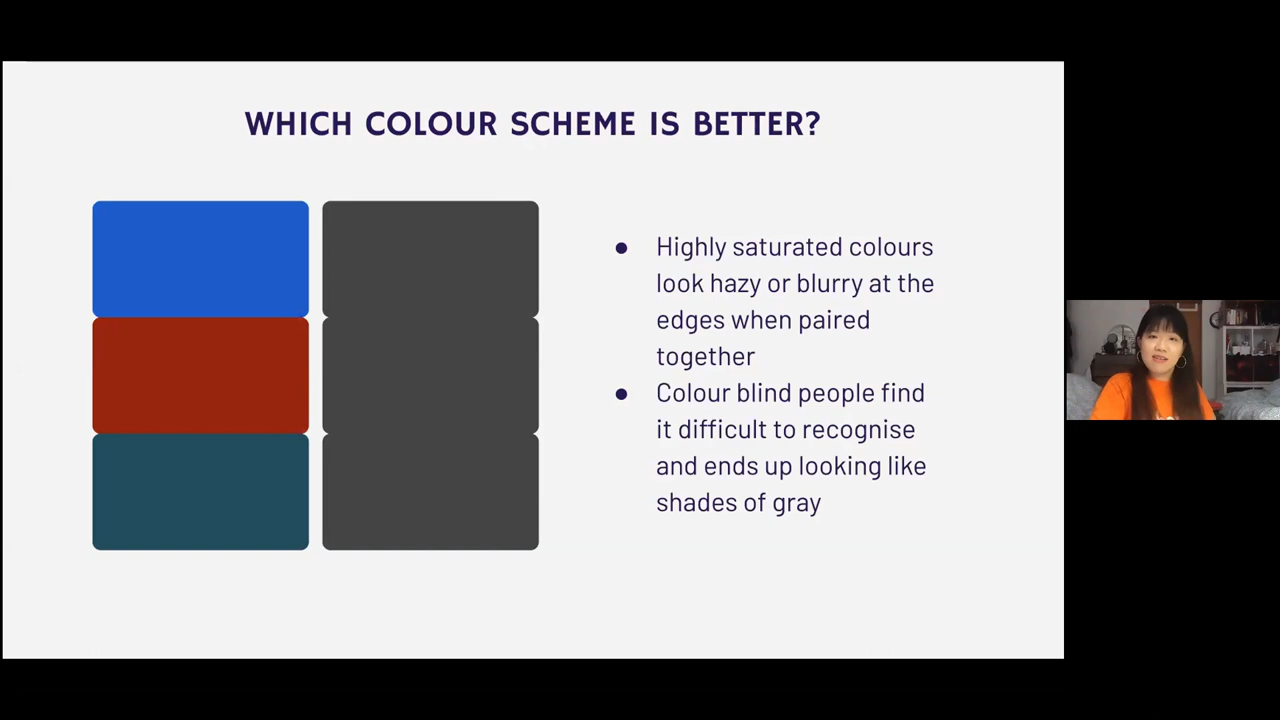 WHICH COLOUR SCHEME IS BETTER?
● Highly saturated colours
look hazy or blurry at the
edges when paired
together
● Colour blind people find
it difficult to recognise
and ends up looking like
shades of gray